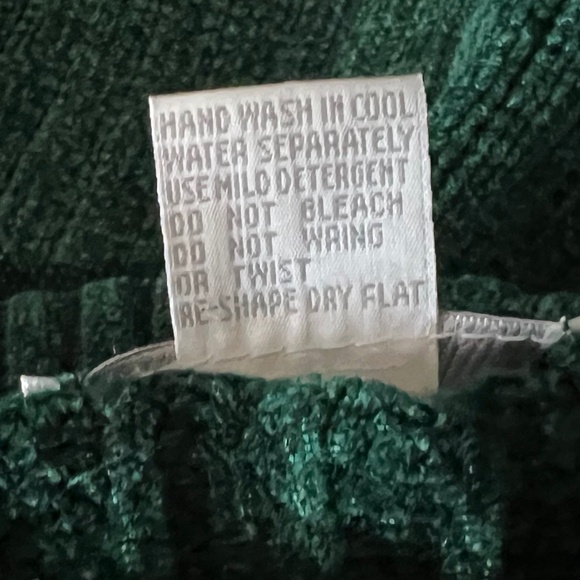 HAND WASH IN COOL
WATER SEPARATELY
USE MILD DETERGENT
DO NOT BLEACH
DO NOT WRING
OR TWIST
RE-SHAPE DRY FLAT